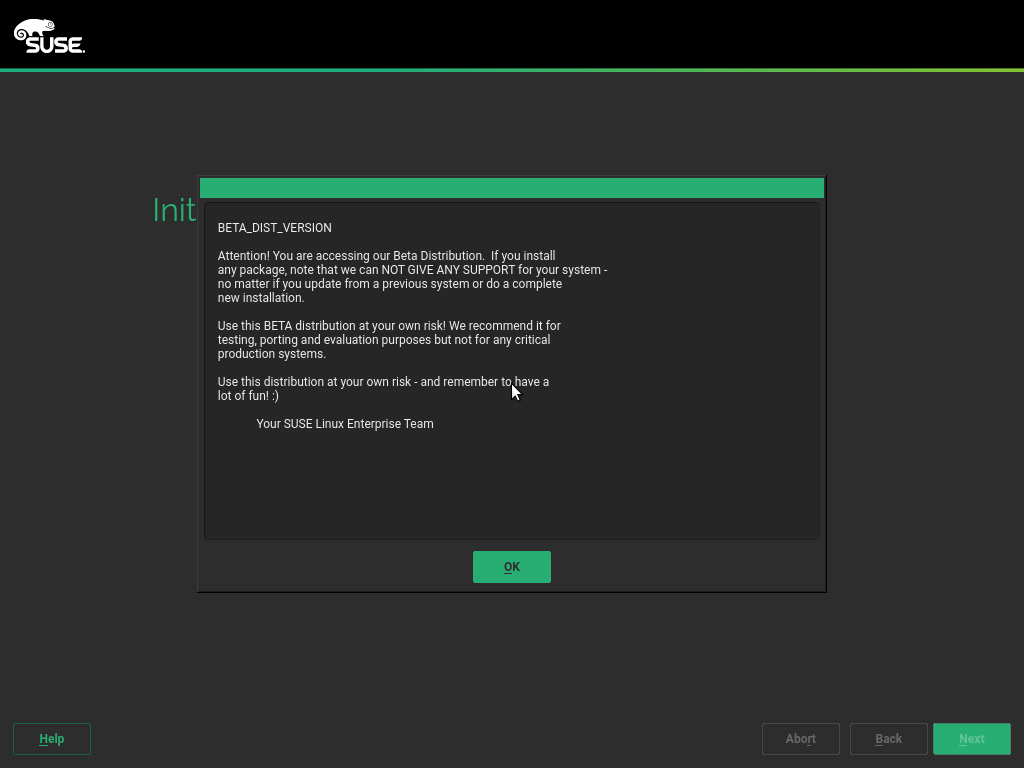 SUSE.
Init
BETA_DIST_VERSION
Attention! You are accessing our Beta Distribution.  If you install
any package, note that we can NOT GIVE ANY SUPPORT for your system -
no matter if you update from a previous system or do a complete
new installation.
Use this BETA distribution at your own risk! We recommend it for
testing, porting and evaluation purposes but not for any critical
production systems.
Use this distribution at your own risk - and remember to have a
lot of fun! :)
Your SUSE Linux Enterprise Team
OK
Help
Abort
Back
Next